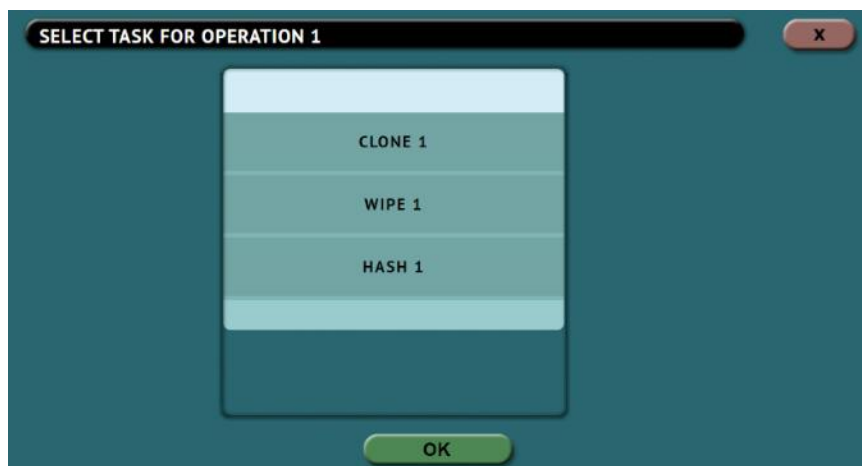 SELECT TASK FOR OPERATION 1
X
CLONE 1
WIPE 1
HASH 1
OK